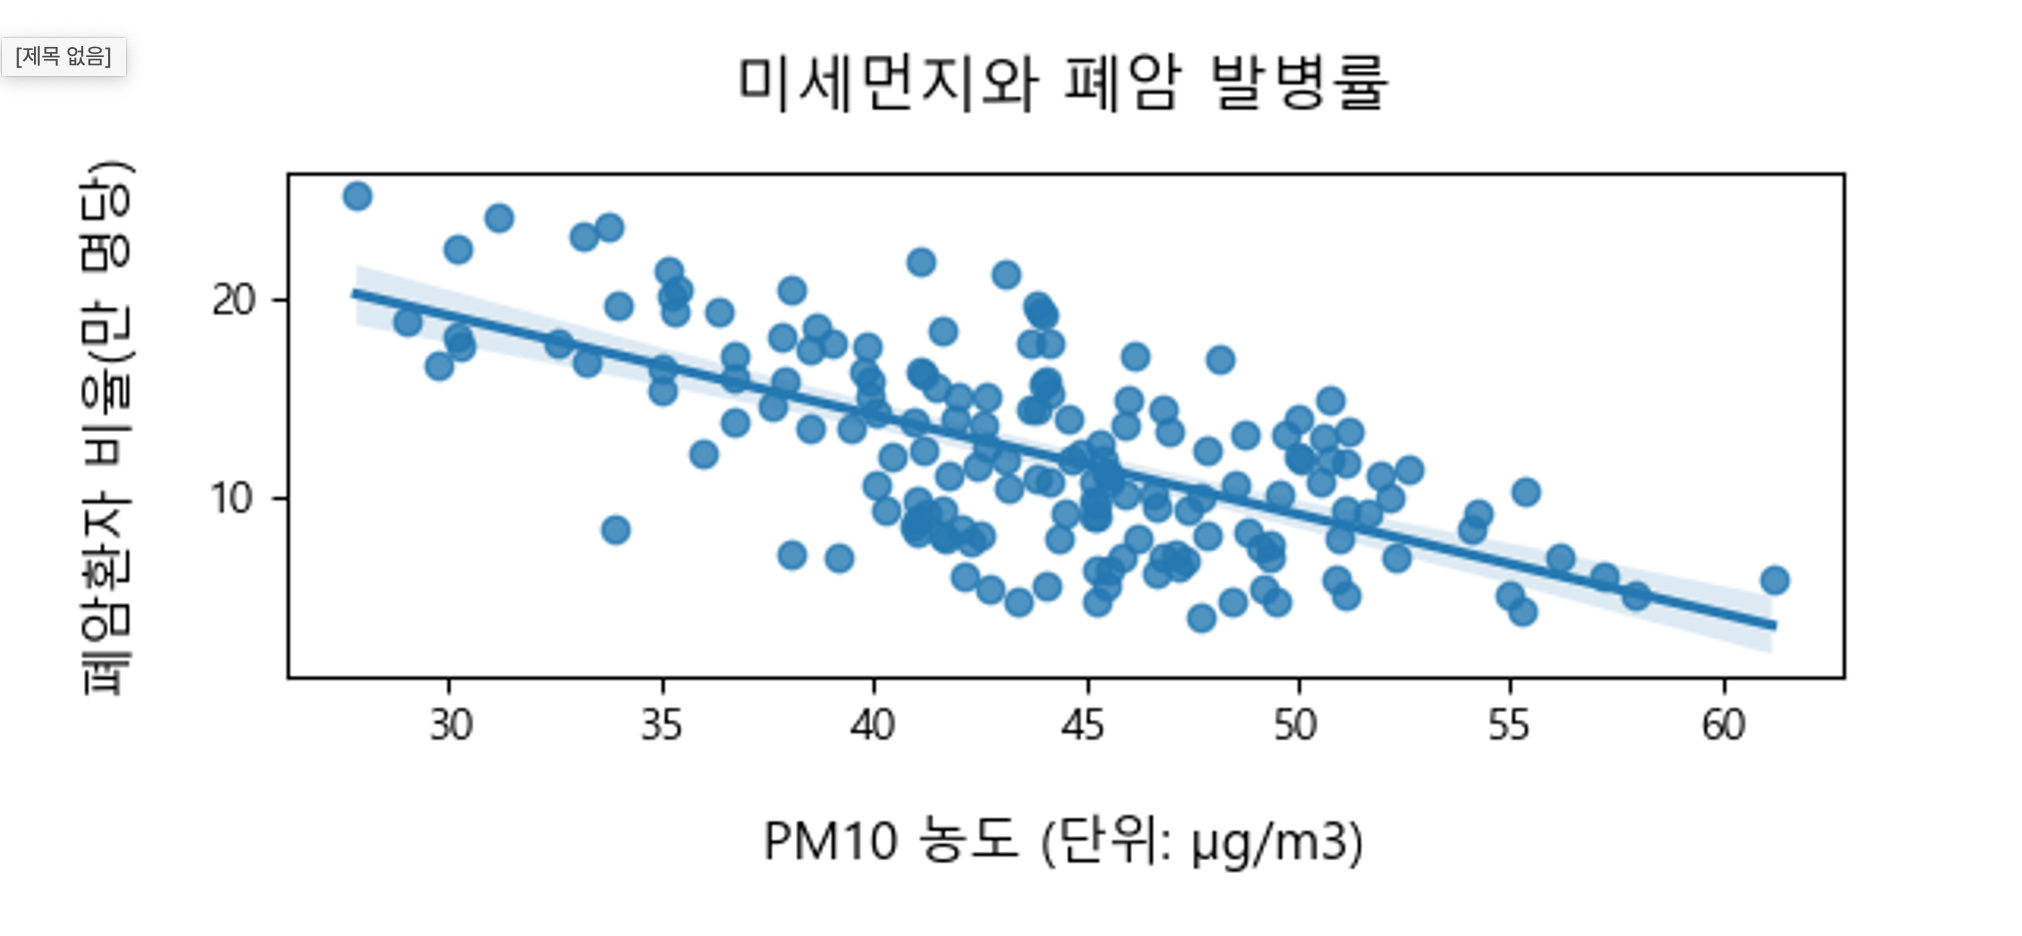 [제목 없음]
미세먼지와 폐암 발병률
폐암환자 비율(만 명당)
20
10
30 35 40 45 50 55 60
PM10 농도 (단위: μg/m3)